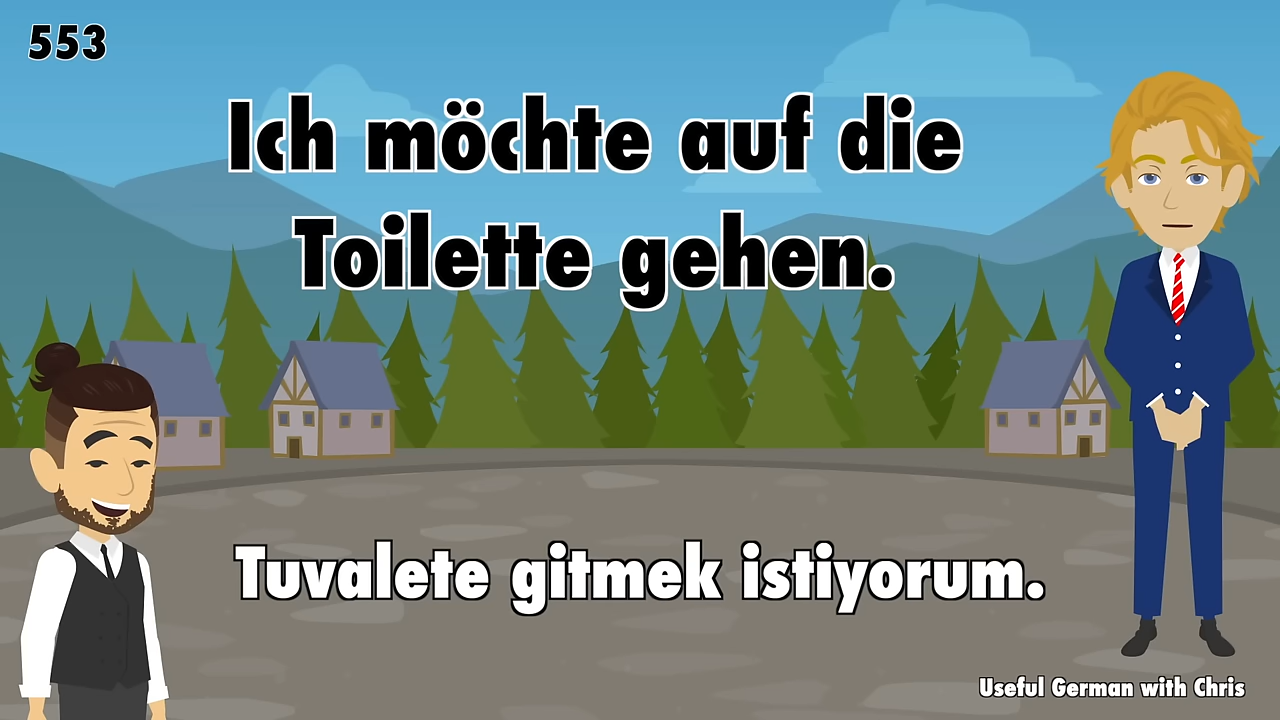 553
Ich möchte auf die
Toilette gehen.
Tuvalete gitmek istiyorum.
Useful German with Chris